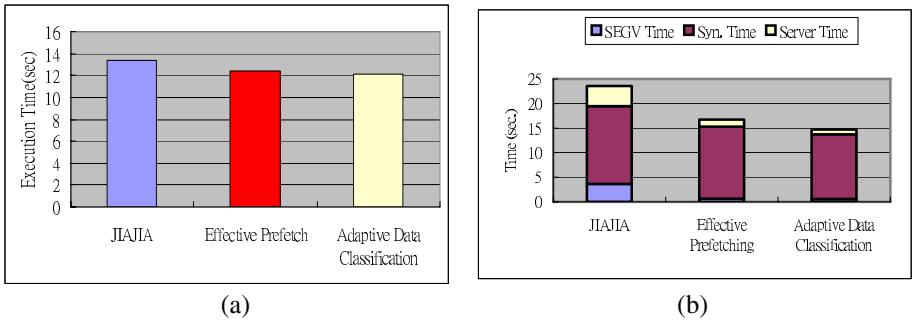 Execution Time(sec)
16
14
12
10
8
6
4
2
0
JIAJIA
Effective Prefetch
Adaptive Data
Classification
(a)
SEGV Time
Syn. Time
Server Time
Time (sec.)
25
20
15
10
5
0
JIAJIA
Effective
Prefetching
Adaptive Data
Classification
(b)